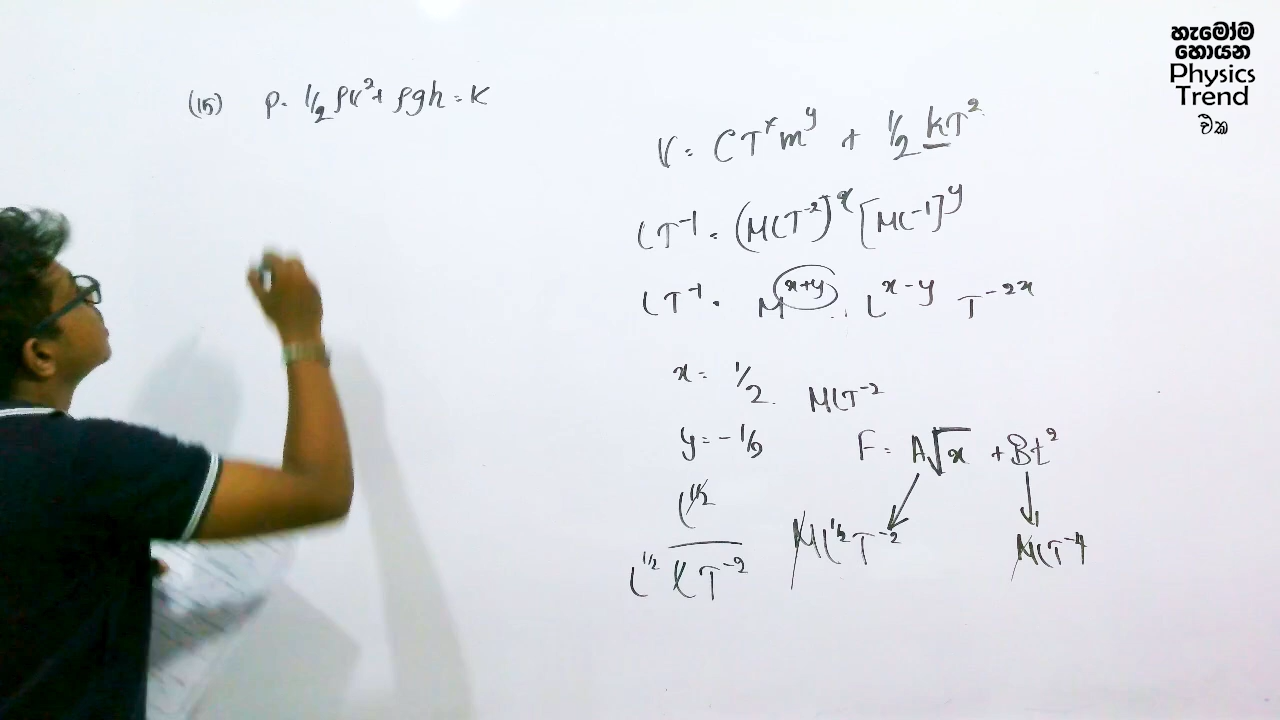 හැමෝම
හොයන
Physics
Trend
එක
(15) P. 1/2 ρv² + ρgh = K
V = CT^x m^y + 1/2 kT²
LT⁻¹ = (MLT⁻²)^x [ML⁻¹]^y
LT⁻¹ = M^(x+y) . L^(x-y) T^(-2x)
x = 1/2
MLT⁻²
y = -1/2
F = A√x + Bt²
L^(1/2)
L^(1/2) L T⁻²
ML^(1/2) T⁻²
MLT⁻⁴